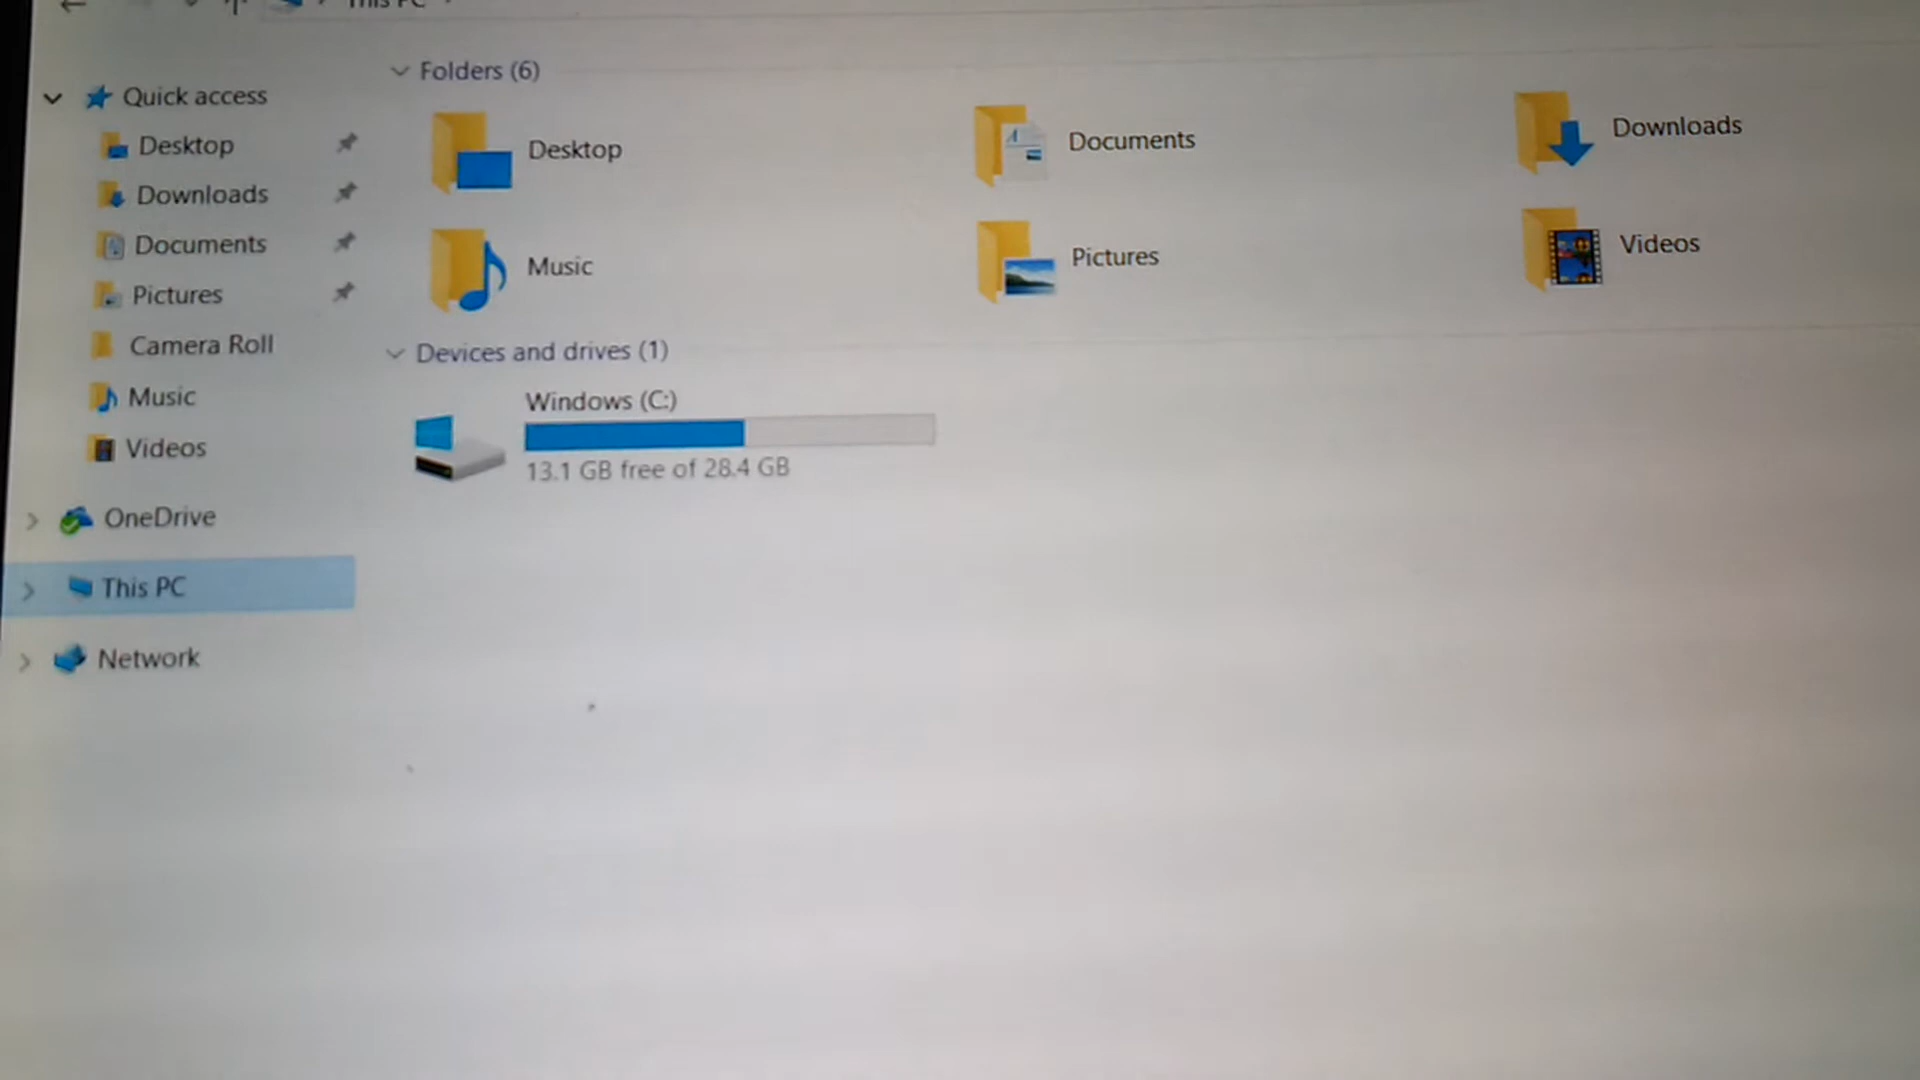 This PC
Quick access
Desktop
Downloads
Documents
Pictures
Camera Roll
Music
Videos
OneDrive
This PC
Network
Folders (6)
Desktop
Documents
Downloads
Music
Pictures
Videos
Devices and drives (1)
Windows (C:)
13.1 GB free of 28.4 GB